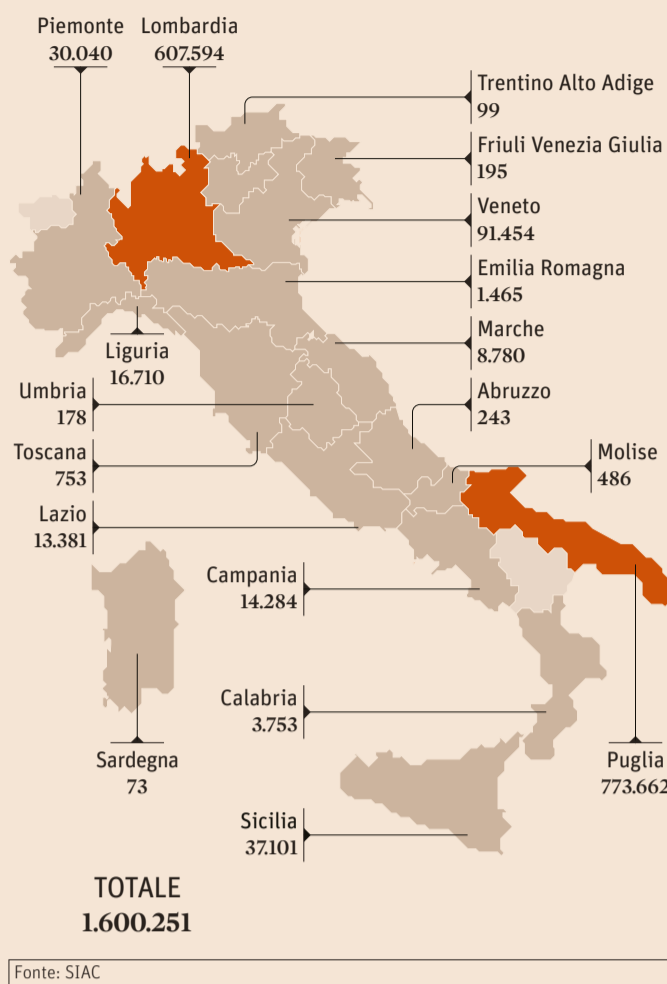 Piemonte
30.040
Lombardia
607.594
Trentino Alto Adige
99
Friuli Venezia Giulia
195
Veneto
91.454
Emilia Romagna
1.465
Marche
8.780
Liguria
16.710
Umbria
178
Abruzzo
243
Toscana
753
Molise
486
Lazio
13.381
Campania
14.284
Calabria
3.753
Sardegna
73
Puglia
773.662
Sicilia
37.101
TOTALE
1.600.251
Fonte: SIAC